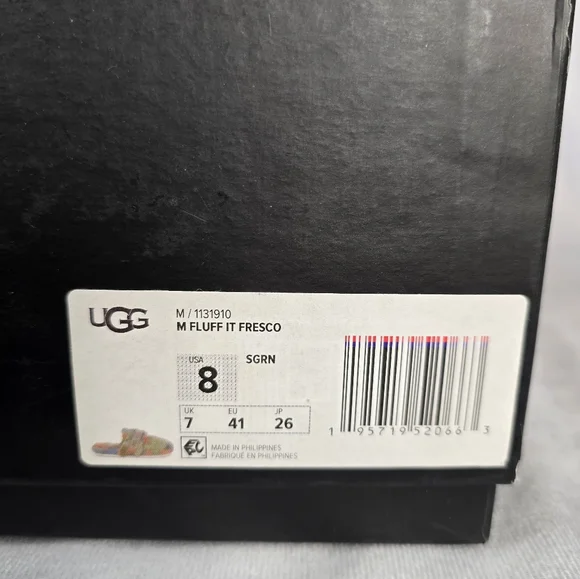 UGG
M / 1131910
M FLUFF IT FRESCO
USA
8
SGRN
UK EU JP
7 41 26
MADE IN PHILIPPINES
FABRIQUÉ EN PHILIPPINES
1 95719 52066 3